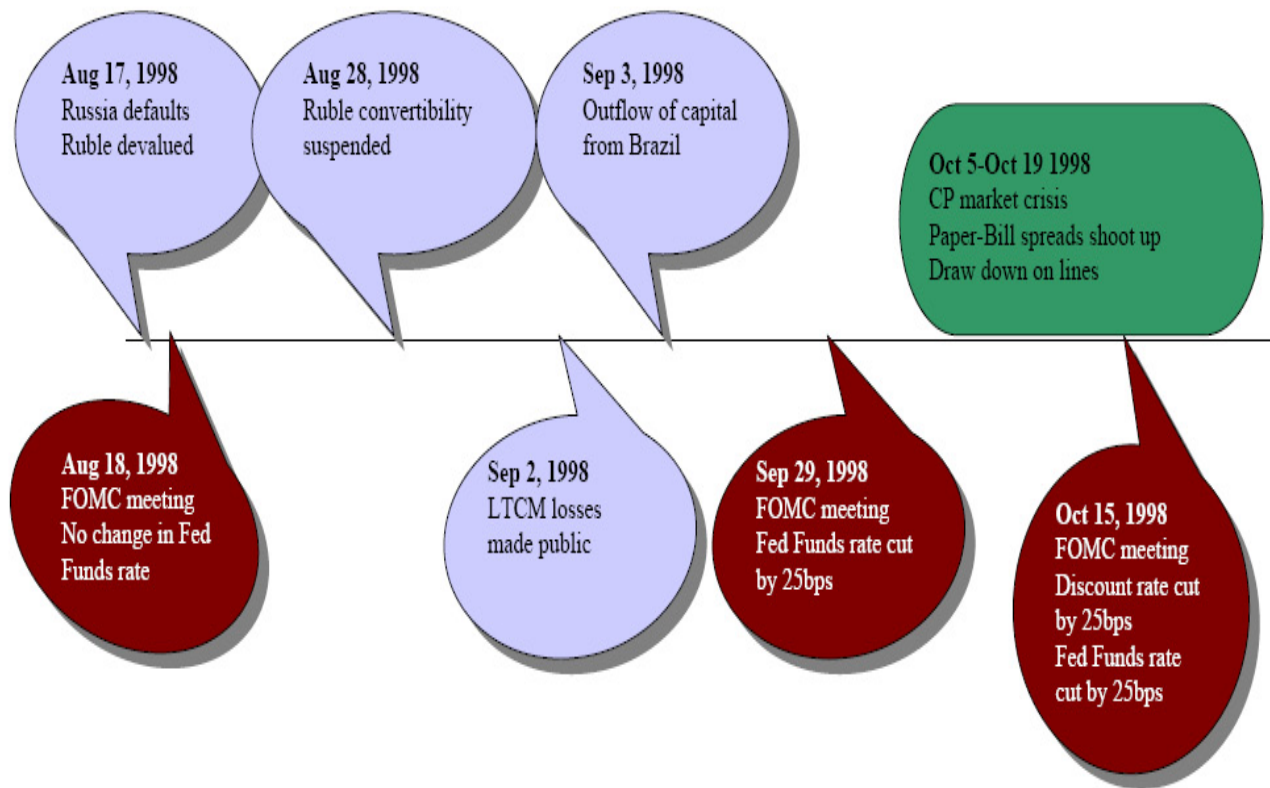 Aug 17, 1998
Russia defaults
Ruble devalued
Aug 28, 1998
Ruble convertibility
suspended
Sep 3, 1998
Outflow of capital
from Brazil
Oct 5-Oct 19 1998
CP market crisis
Paper-Bill spreads shoot up
Draw down on lines
Aug 18, 1998
FOMC meeting
No change in Fed
Funds rate
Sep 2, 1998
LTCM losses
made public
Sep 29, 1998
FOMC meeting
Fed Funds rate cut
by 25bps
Oct 15, 1998
FOMC meeting
Discount rate cut
by 25bps
Fed Funds rate
cut by 25bps